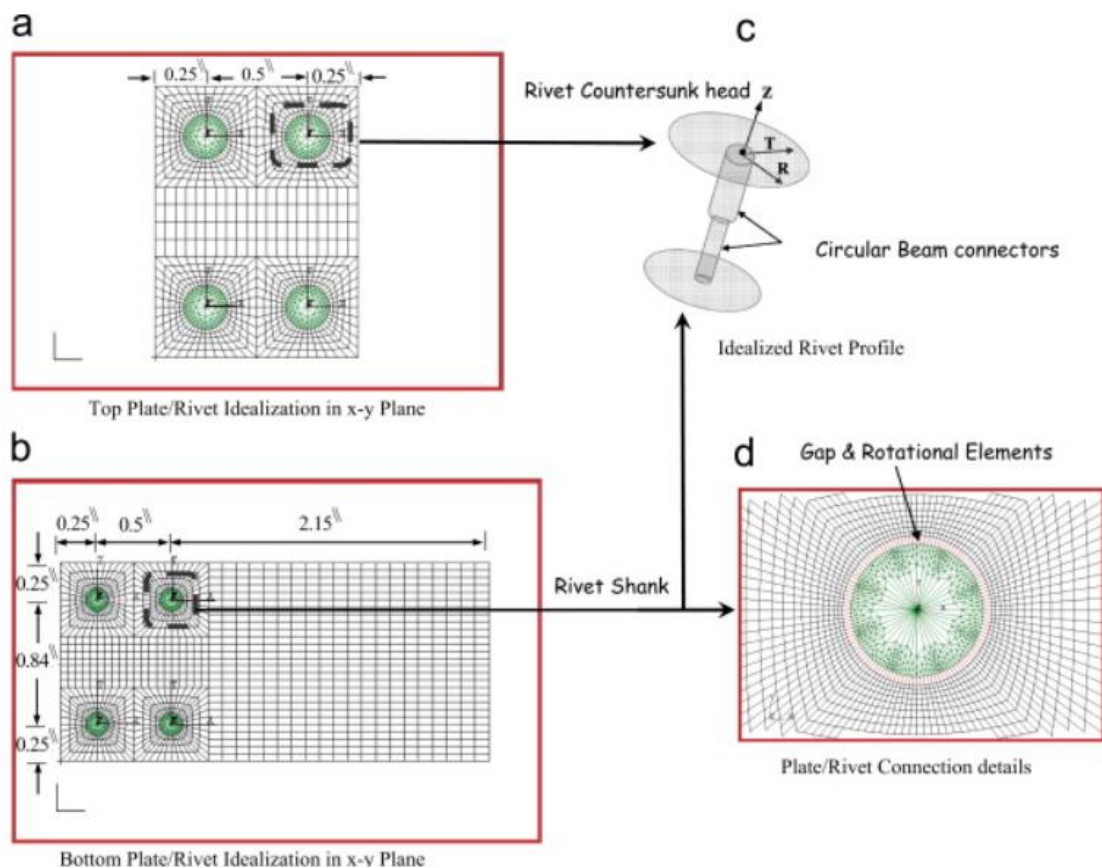 a
0.25\\ 0.5\\ 0.25\\
Top Plate/Rivet Idealization in x-y Plane
c
Rivet Countersunk head
Z
T
R
Circular Beam connectors
Idealized Rivet Profile
b
0.25\\ 0.5\\ 2.15\\
0.25\\
0.84\\
0.25\\
Rivet Shank
Bottom Plate/Rivet Idealization in x-y Plane
d
Gap & Rotational Elements
Plate/Rivet Connection details